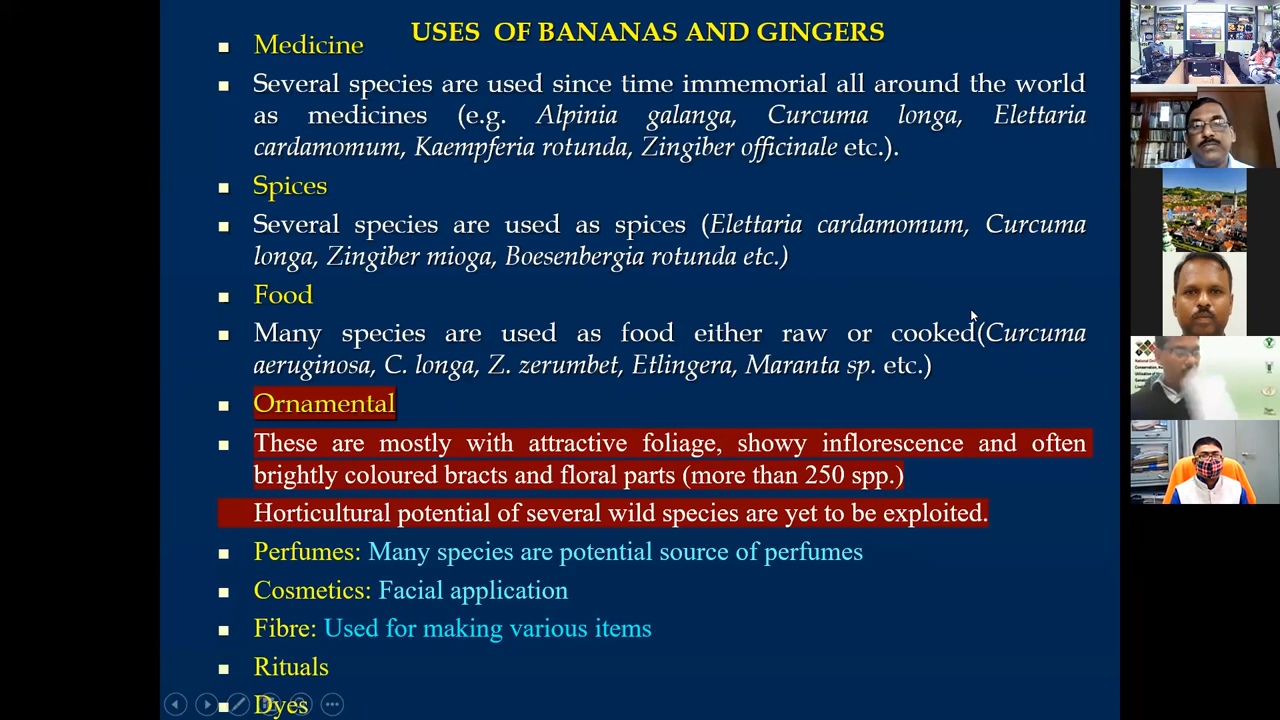 USES OF BANANAS AND GINGERS
Medicine
Several species are used since time immemorial all around the world
as medicines (e.g. Alpinia galanga, Curcuma longa, Elettaria
cardamomum, Kaempferia rotunda, Zingiber officinale etc.).
Spices
Several species are used as spices (Elettaria cardamomum, Curcuma
longa, Zingiber mioga, Boesenbergia rotunda etc.)
Food
Many species are used as food either raw or cooked(Curcuma
aeruginosa, C. longa, Z. zerumbet, Etlingera, Maranta sp. etc.)
Ornamental
These are mostly with attractive foliage, showy inflorescence and often
brightly coloured bracts and floral parts (more than 250 spp.)
Horticultural potential of several wild species are yet to be exploited.
Perfumes: Many species are potential source of perfumes
Cosmetics: Facial application
Fibre: Used for making various items
Rituals
Dyes